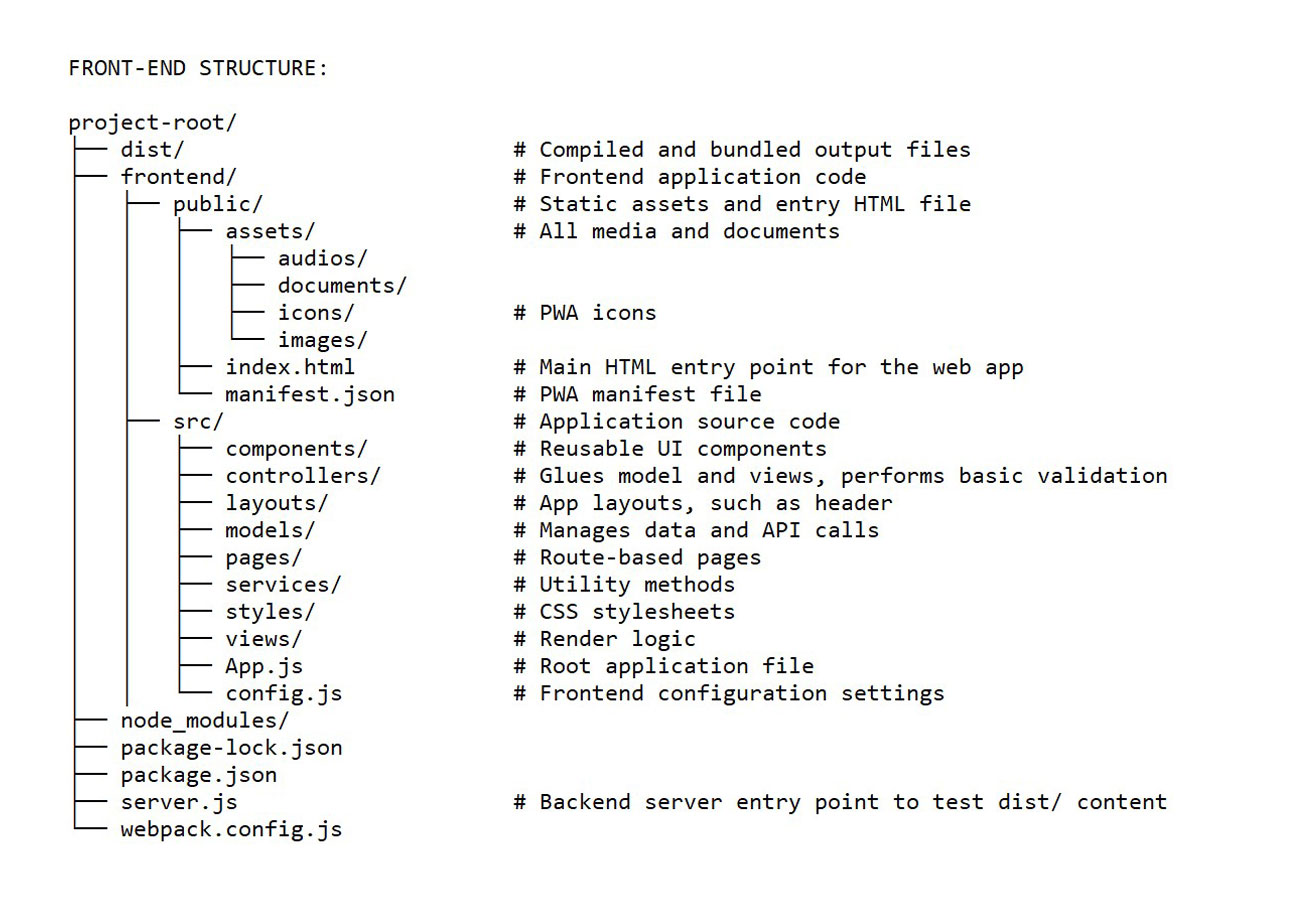 FRONT-END STRUCTURE:
project-root/
├── dist/                         # Compiled and bundled output files
├── frontend/                     # Frontend application code
│   ├── public/                   # Static assets and entry HTML file
│   │   ├── assets/               # All media and documents
│   │   │   ├── audios/
│   │   │   ├── documents/
│   │   │   ├── icons/            # PWA icons
│   │   │   └── images/
│   │   ├── index.html            # Main HTML entry point for the web app
│   │   └── manifest.json         # PWA manifest file
│   ├── src/                      # Application source code
│   │   ├── components/           # Reusable UI components
│   │   ├── controllers/          # Glues model and views, performs basic validation
│   │   ├── layouts/              # App layouts, such as header
│   │   ├── models/               # Manages data and API calls
│   │   ├── pages/                # Route-based pages
│   │   ├── services/             # Utility methods
│   │   ├── styles/               # CSS stylesheets
│   │   ├── views/                # Render logic
│   │   ├── App.js                # Root application file
│   │   └── config.js             # Frontend configuration settings
├── node_modules/
├── package-lock.json
├── package.json
├── server.js                     # Backend server entry point to test dist/ content
└── webpack.config.js